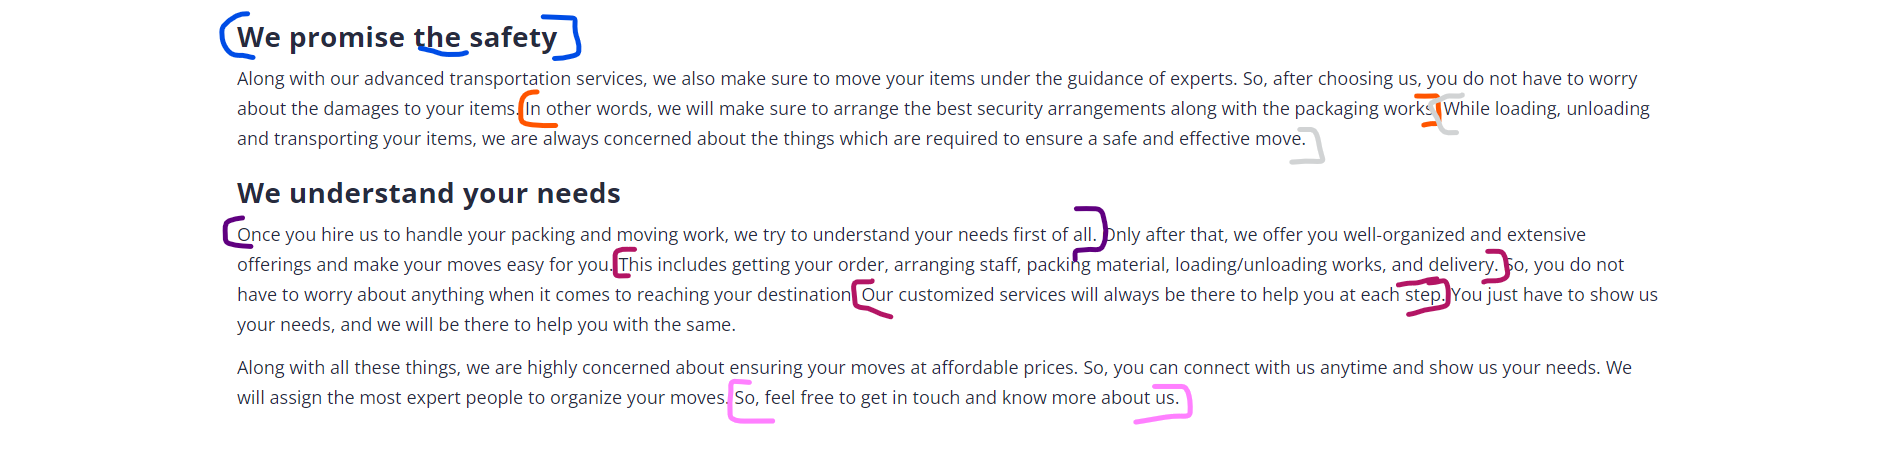 We promise the safety
Along with our advanced transportation services, we also make sure to move your items under the guidance of experts. So, after choosing us, you do not have to worry
about the damages to your items. In other words, we will make sure to arrange the best security arrangements along with the packaging works. While loading, unloading
and transporting your items, we are always concerned about the things which are required to ensure a safe and effective move.
We understand your needs
Once you hire us to handle your packing and moving work, we try to understand your needs first of all. Only after that, we offer you well-organized and extensive
offerings and make your moves easy for you. This includes getting your order, arranging staff, packing material, loading/unloading works, and delivery. So, you do not
have to worry about anything when it comes to reaching your destination. Our customized services will always be there to help you at each step. You just have to show us
your needs, and we will be there to help you with the same.
Along with all these things, we are highly concerned about ensuring your moves at affordable prices. So, you can connect with us anytime and show us your needs. We
will assign the most expert people to organize your moves. So, feel free to get in touch and know more about us.